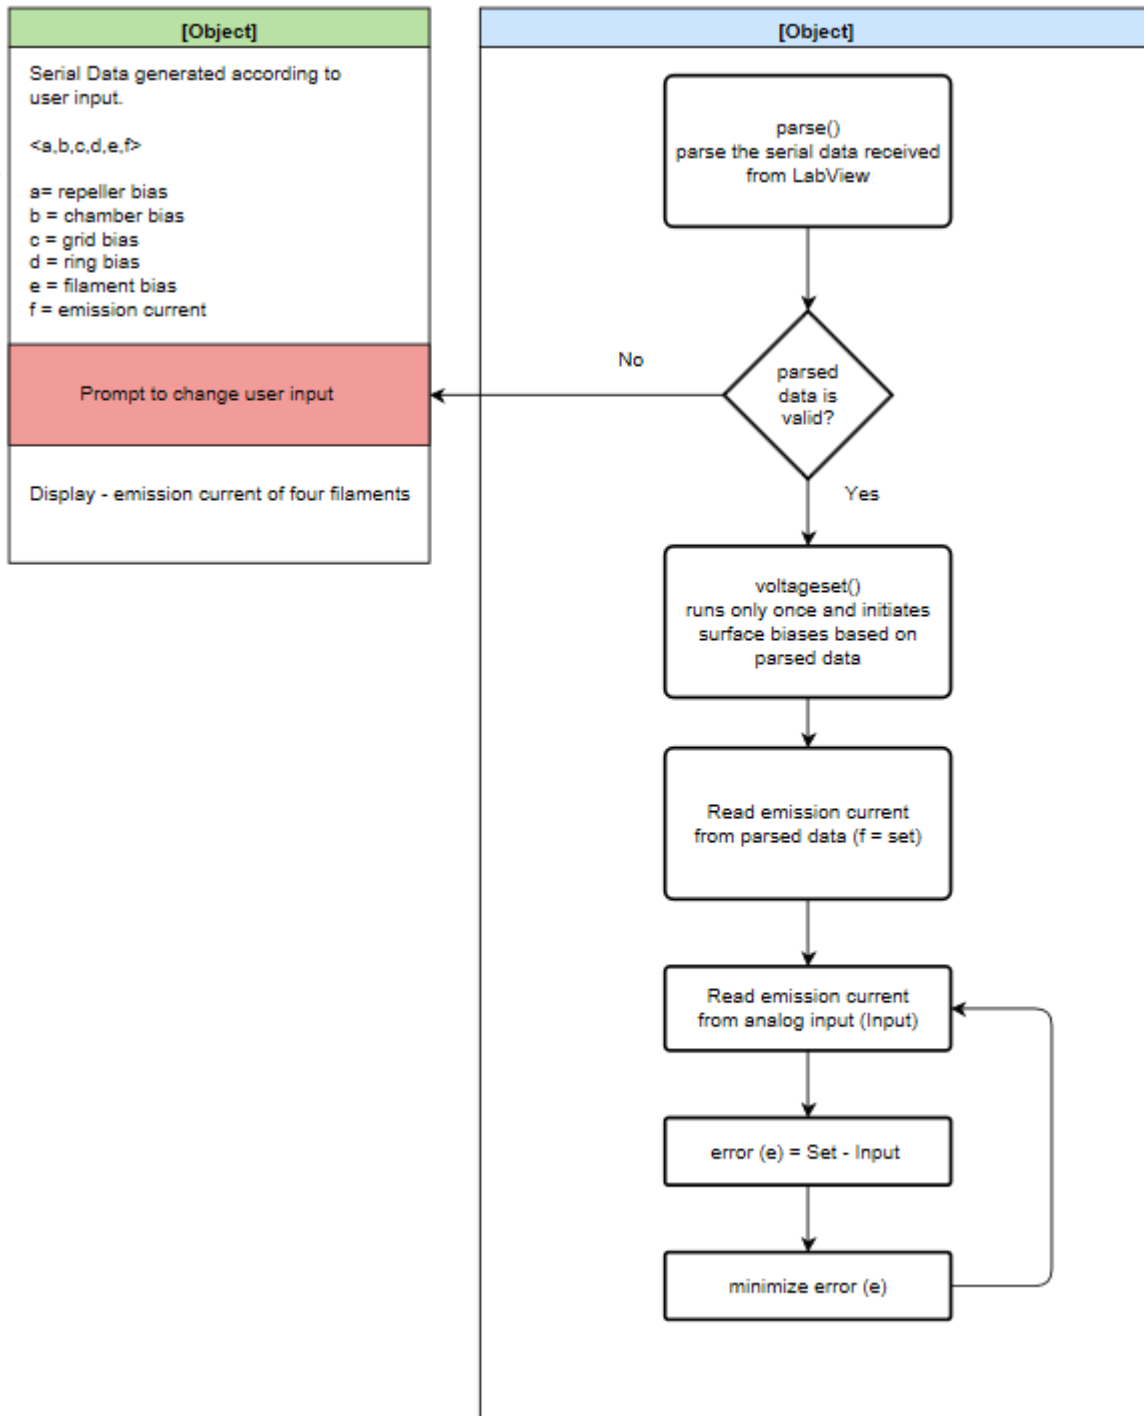 [Object]
Serial Data generated according to
user input.
<a,b,c,d,e,f>
a= repeller bias
b = chamber bias
c = grid bias
d = ring bias
e = filament bias
f = emission current
Prompt to change user input
Display - emission current of four filaments
[Object]
parse()
parse the serial data received
from LabView
parsed
data is
valid?
No
Yes
voltageset()
runs only once and initiates
surface biases based on
parsed data
Read emission current
from parsed data (f = set)
Read emission current
from analog input (Input)
error (e) = Set - Input
minimize error (e)